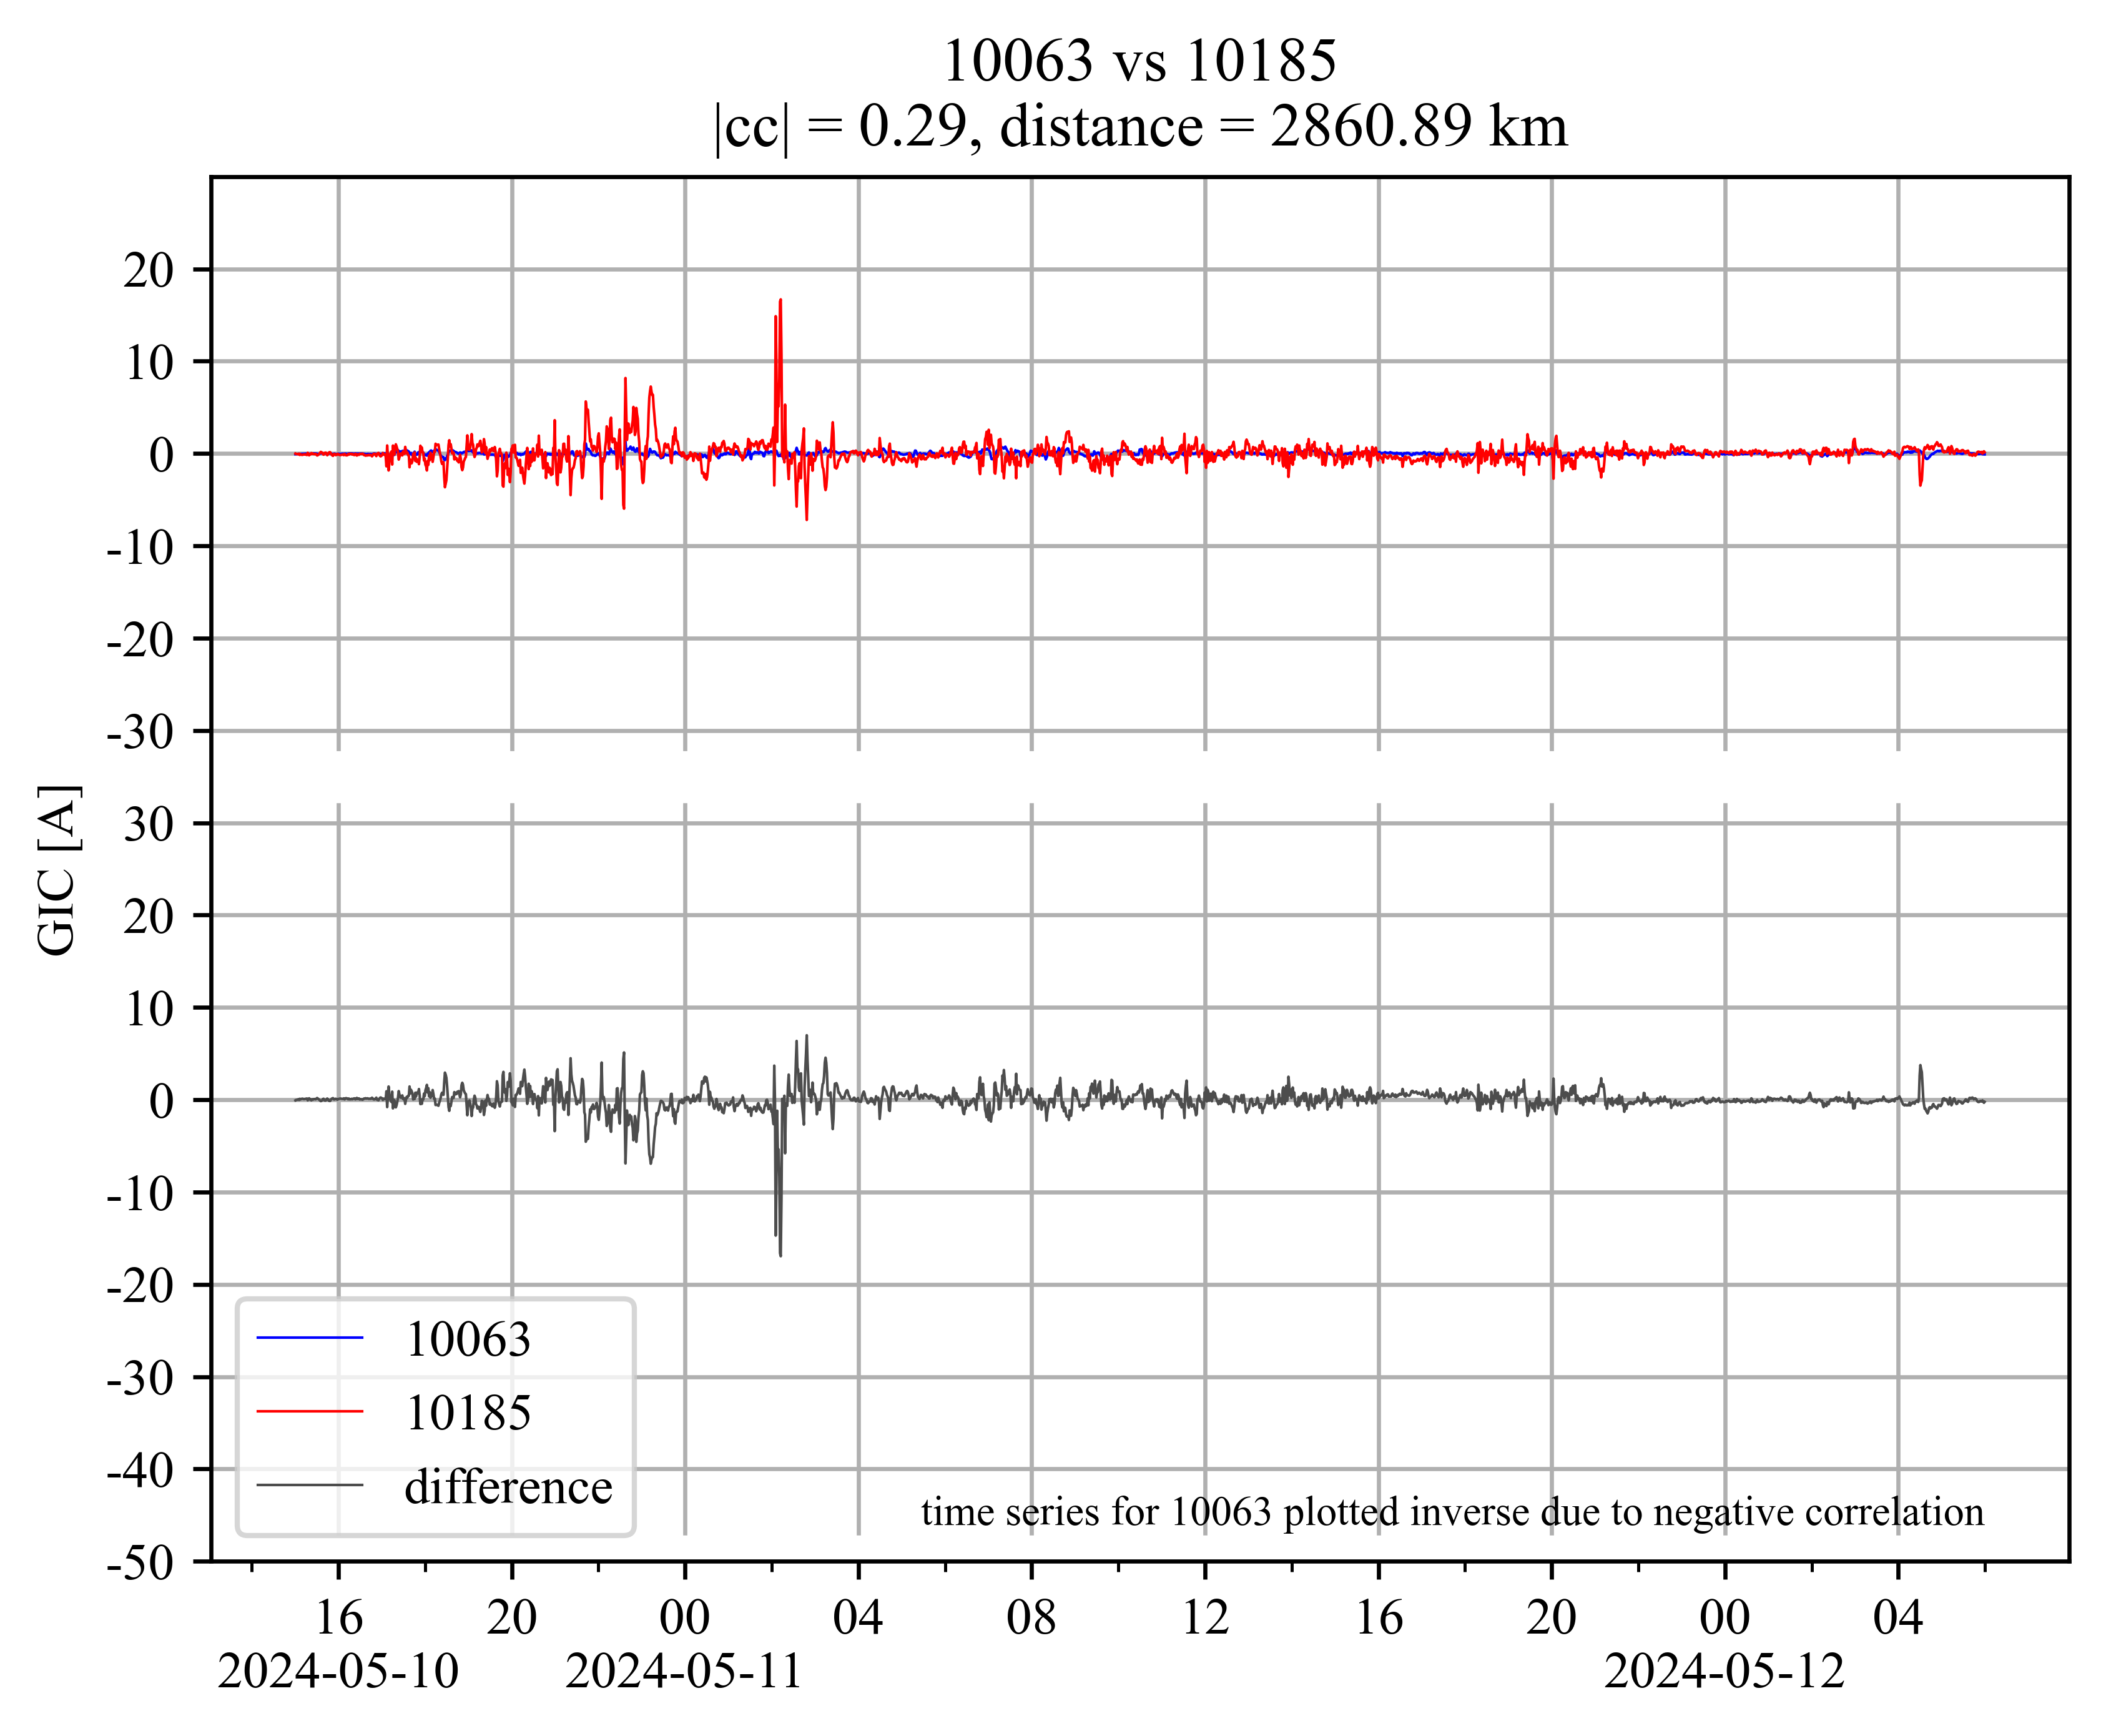 10063 vs 10185
|cc| = 0.29, distance = 2860.89 km
20
10
0
-10
-20
-30
GIC [A]
30
20
10
0
-10
-20
-30
-40
-50
10063
10185
difference
time series for 10063 plotted inverse due to negative correlation
16 20 00 04 08 12 16 20 00 04
2024-05-10 2024-05-11 2024-05-12